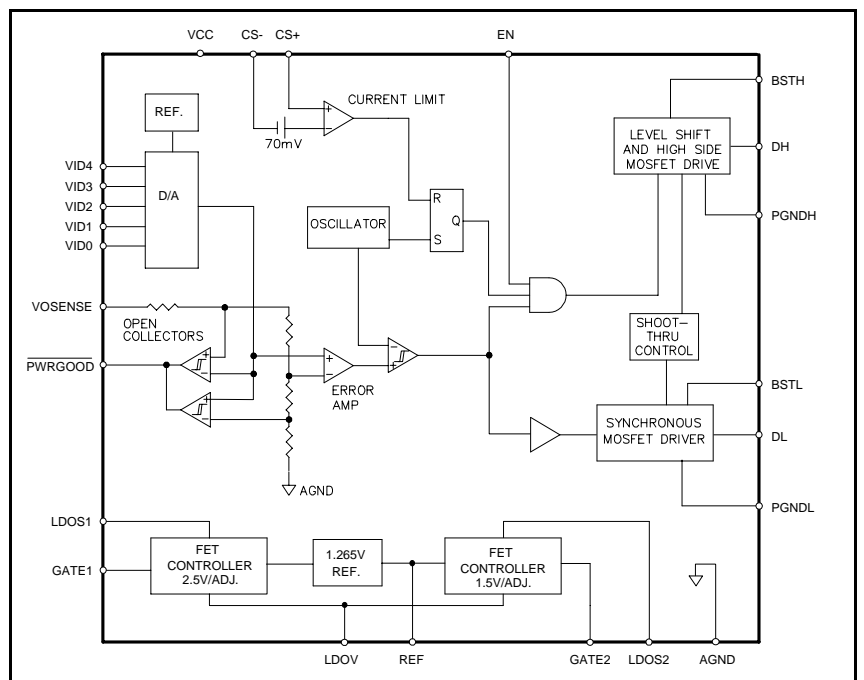 VCC CS- CS+ EN
BSTH
REF.
CURRENT LIMIT
70mV
LEVEL SHIFT
AND HIGH SIDE
MOSFET DRIVE
DH
PGNDH
VID4
VID3
VID2
VID1
VID0
D/A
OSCILLATOR
R
Q
S
VOSENSE
OPEN
COLLECTORS
PWRGOOD
+
-
+
-
+
-
ERROR
AMP
-
+
SHOOT-
THRU
CONTROL
BSTL
SYNCHRONOUS
MOSFET DRIVER
DL
PGNDL
AGND
LDOS1
GATE1
FET
CONTROLLER
2.5V/ADJ.
1.265V
REF.
FET
CONTROLLER
1.5V/ADJ.
LDOV REF GATE2 LDOS2 AGND